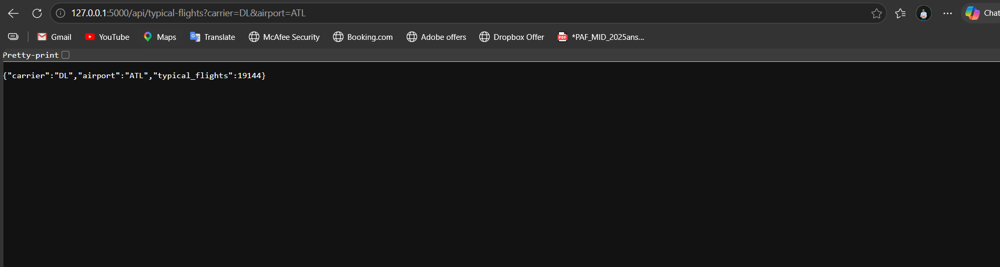 127.0.0.1:5000/api/typical-flights?carrier=DL&airport=ATL
Chat
Gmail YouTube Maps Translate McAfee Security Booking.com Adobe offers Dropbox Offer PDF *PAF_MID_2025ans...
Pretty-print
{"carrier":"DL","airport":"ATL","typical_flights":19144}